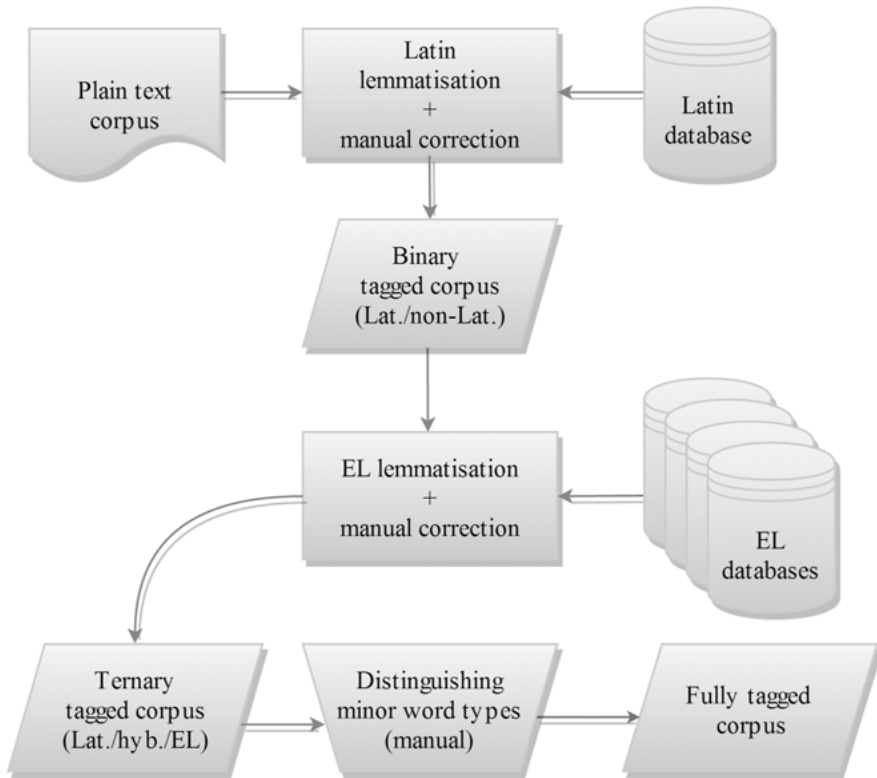 Plain text
corpus
Latin
lemmatisation
+
manual correction
Latin
database
Binary
tagged corpus
(Lat./non-Lat.)
EL lemmatisation
+
manual correction
EL
databases
Ternary
tagged corpus
(Lat./hyb./EL)
Distinguishing
minor word types
(manual)
Fully tagged
corpus